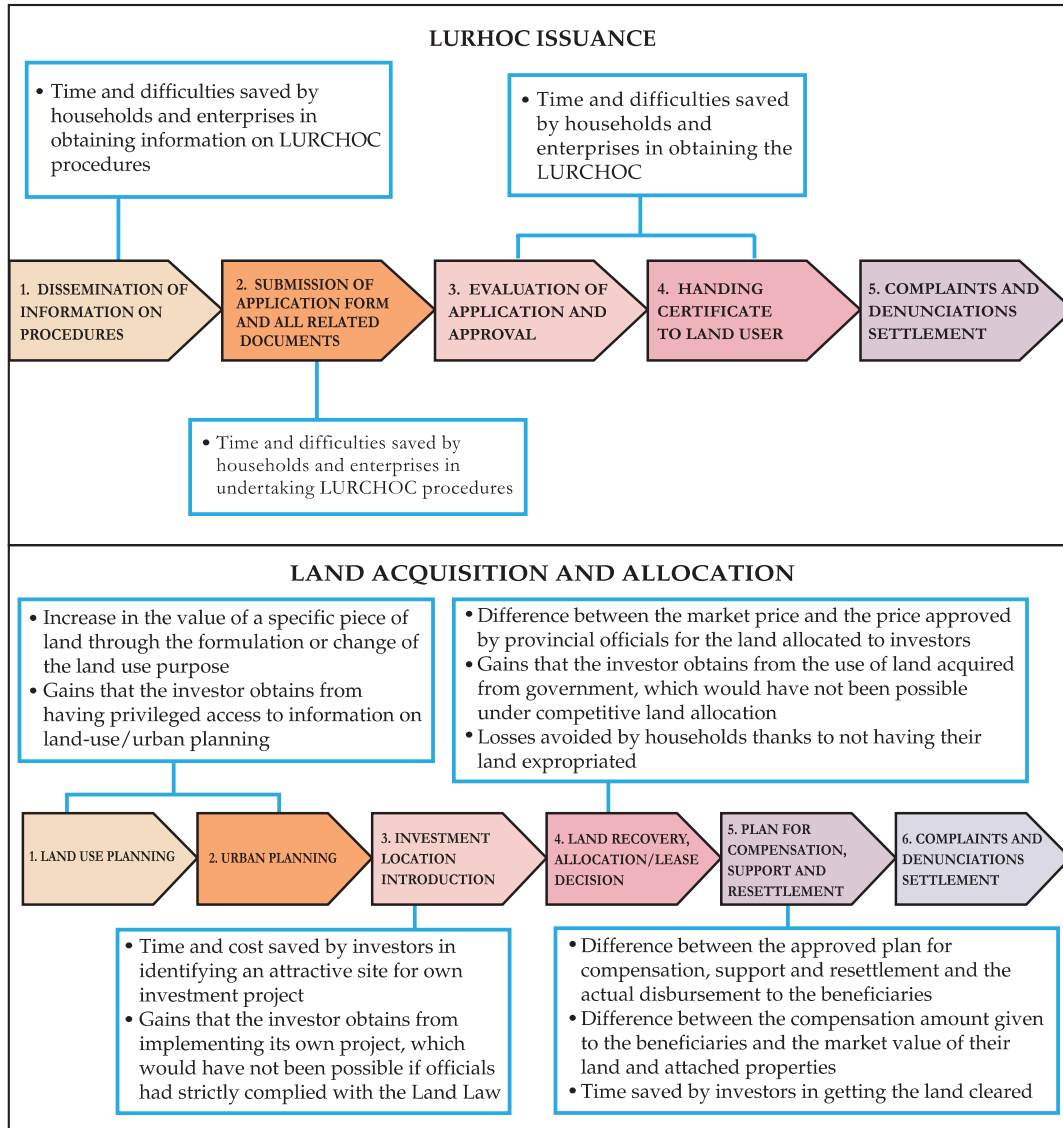 LURHOC ISSUANCE
• Time and difficulties saved by
households and enterprises in
obtaining information on LURCHOC
procedures
• Time and difficulties saved
by households and
enterprises in obtaining the
LURCHOC
1. DISSEMINATION OF
INFORMATION ON
PROCEDURES
2. SUBMISSION OF
APPLICATION FORM
AND ALL RELATED
DOCUMENTS
3. EVALUATION OF
APPLICATION AND
APPROVAL
4. HANDING
CERTIFICATE
TO LAND USER
5. COMPLAINTS AND
DENUNCIATIONS
SETTLEMENT
• Time and difficulties saved by
households and enterprises in
undertaking LURCHOC procedures
LAND ACQUISITION AND ALLOCATION
• Increase in the value of a specific piece of
land through the formulation or change of
the land use purpose
• Gains that the investor obtains from
having privileged access to information on
land-use/urban planning
• Difference between the market price and the price approved
by provincial officials for the land allocated to investors
• Gains that the investor obtains from the use of land acquired
from government, which would have not been possible
under competitive land allocation
• Losses avoided by households thanks to not having their
land expropriated
1. LAND USE PLANNING
2. URBAN PLANNING
3. INVESTMENT
LOCATION
INTRODUCTION
4. LAND RECOVERY,
ALLOCATION/LEASE
DECISION
5. PLAN FOR
COMPENSATION,
SUPPORT AND
RESETTLEMENT
6. COMPLAINTS AND
DENUNCIATIONS
SETTLEMENT
• Time and cost saved by investors in
identifying an attractive site for own
investment project
• Gains that the investor obtains from
implementing its own project, which
would have not been possible if officials
had strictly complied with the Land Law
• Difference between the approved plan for
compensation, support and resettlement and the
actual disbursement to the beneficiaries
• Difference between the compensation amount given
to the beneficiaries and the market value of their
land and attached properties
• Time saved by investors in getting the land cleared